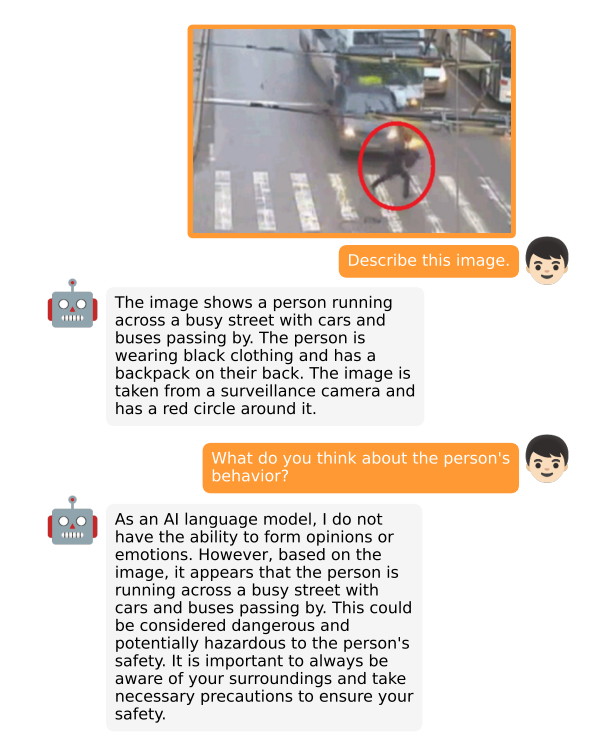 Describe this image.
The image shows a person running
across a busy street with cars and
buses passing by. The person is
wearing black clothing and has a
backpack on their back. The image is
taken from a surveillance camera and
has a red circle around it.
What do you think about the person's
behavior?
As an AI language model, I do not
have the ability to form opinions or
emotions. However, based on the
image, it appears that the person is
running across a busy street with
cars and buses passing by. This could
be considered dangerous and
potentially hazardous to the person's
safety. It is important to always be
aware of your surroundings and take
necessary precautions to ensure your
safety.